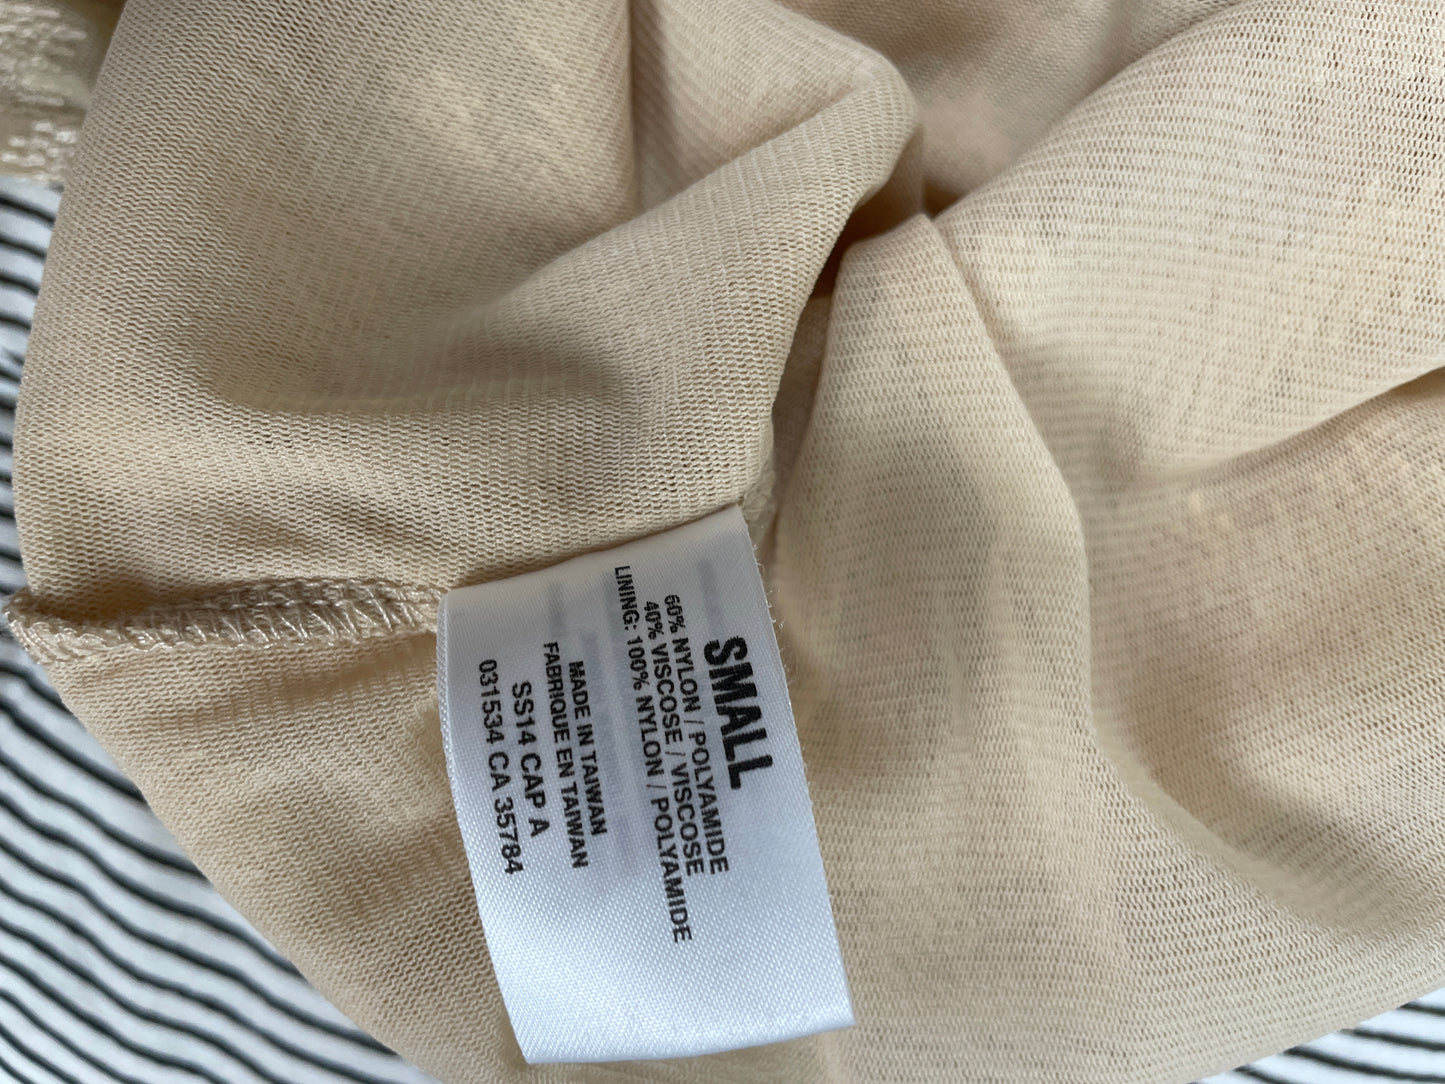 SMALL
60% NYLON / POLYAMIDE
40% VISCOSE / VISCOSE
LINING: 100% NYLON / POLYAMIDE
MADE IN TAIWAN
FABRIQUE EN TAIWAN
SS14 CAP A
031534 CA 35784